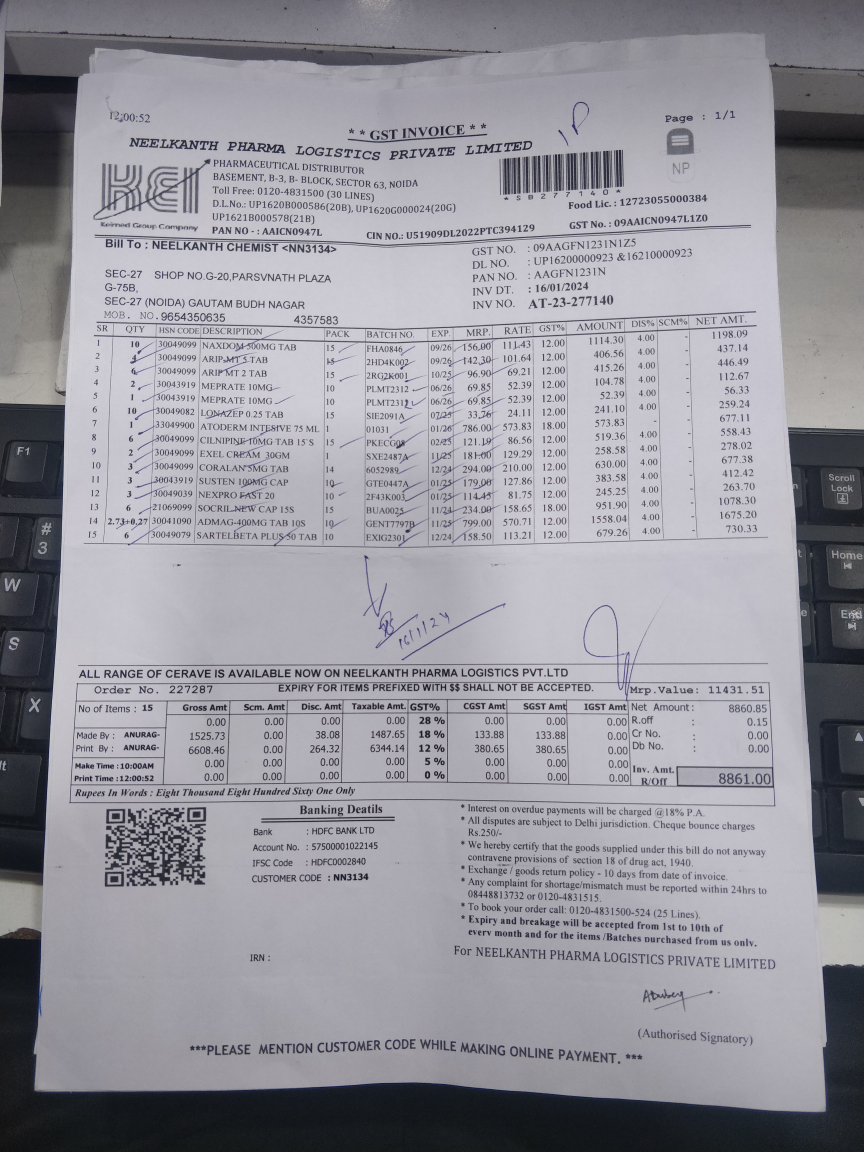 12:00:52
* * GST INVOICE * *
1P
Page : 1/1
NEELKANTH PHARMA LOGISTICS PRIVATE LIMITED
KEI
Keimed Group Company
PHARMACEUTICAL DISTRIBUTOR
BASEMENT, B-3, B- BLOCK, SECTOR 63, NOIDA
Toll Free: 0120-4831500 (30 LINES)
D.L.No.: UP1620B000586(20B), UP1620G000024(20G)
UP1621B000578(21B)
PAN NO - : AAICN0947L
CIN NO.: U51909DL2022PTC394129
* S B 2 7 7 1 4 0 *
NP
Food Lic. : 12723055000384
GST No. : 09AAICN0947L1Z0
Bill To : NEELKANTH CHEMIST <NN3134>
SEC-27 SHOP NO.G-20,PARSVNATH PLAZA
G-75B,
SEC-27 (NOIDA) GAUTAM BUDH NAGAR
MOB. NO. 9654350635 4357583
GST NO. : 09AAGFN1231N1Z5
DL NO. : UP16200000923 &16210000923
PAN NO. : AAGFN1231N
INV DT. : 16/01/2024
INV NO. AT-23-277140
SR QTY HSN CODE DESCRIPTION PACK BATCH NO. EXP. MRP. RATE GST% AMOUNT DIS% SCM% NET AMT.
1 10 30049099 NAXDOM 500MG TAB 15 FHA0846 09/26 156.00 111.43 12.00 1114.30 4.00 - 1198.09
2 4 30049099 ARIP MT 5 TAB 15 2HD4K002 09/26 142.30 101.64 12.00 406.56 4.00 - 437.14
3 6 30049099 ARIP MT 2 TAB 15 2RG2K001 10/25 96.90 69.21 12.00 415.26 4.00 - 446.49
4 2 30043919 MEPRATE 10MG 10 PLMT2312 06/26 69.85 52.39 12.00 104.78 4.00 - 112.67
5 1 30043919 MEPRATE 10MG 10 PLMT2312 06/26 69.85 52.39 12.00 52.39 4.00 - 56.33
6 10 30049082 LONAZEP 0.25 TAB 15 SIE2091A 07/25 33.76 24.11 12.00 241.10 4.00 - 259.24
7 1 33049900 ATODERM INTESIVE 75 ML 1 01031 01/26 786.00 573.83 18.00 573.83 - 677.11
8 6 30049099 CILNIPINE 10MG TAB 15`S 15 PKECG08 02/25 121.19 86.56 12.00 519.36 4.00 - 558.43
9 2 30049099 EXEL CREAM 30GM 1 SXE2487A 11/25 181.00 129.29 12.00 258.58 4.00 - 278.02
10 3 30049099 CORALAN 5MG TAB 14 6052989 12/24 294.00 210.00 12.00 630.00 4.00 - 677.38
11 3 30043919 SUSTEN 100MG CAP 10 GTE0447A 01/25 179.00 127.86 12.00 383.58 4.00 - 412.42
12 3 30049039 NEXPRO FAST 20 10 2F43K003 01/25 114.45 81.75 12.00 245.25 4.00 - 263.70
13 6 21069099 SOCRIL NEW CAP 15S BUA0025 11/24 234.00 158.65 18.00 951.90 4.00 - 1078.30
14 2.73+0.27 30041090 ADMAG-400MG TAB 10S 10 GENT7797B 11/25 799.00 570.71 12.00 1558.04 4.00 - 1675.20
15 6 30049079 SARTELBETA PLUS 50 TAB 10 EXIG2301 12/24 158.50 113.21 12.00 679.26 4.00 - 730.33
16/1/24
ALL RANGE OF CERAVE IS AVAILABLE NOW ON NEELKANTH PHARMA LOGISTICS PVT.LTD
Order No. 227287 EXPIRY FOR ITEMS PREFIXED WITH $$ SHALL NOT BE ACCEPTED. Mrp.Value: 11431.51
No of Items : 15 Gross Amt Scm. Amt Disc. Amt Taxable Amt. GST% CGST Amt SGST Amt IGST Amt Net Amount : 8860.85
0.00 0.00 0.00 0.00 28 % 0.00 0.00 0.00 R.off : 0.15
Made By : ANURAG- 1525.73 0.00 38.08 1487.65 18 % 133.88 133.88 0.00 Cr No. : 0.00
Print By : ANURAG- 6608.46 0.00 264.32 6344.14 12 % 380.65 380.65 0.00 Db No. : 0.00
Make Time :10:00AM 0.00 0.00 0.00 0.00 5 % 0.00 0.00 0.00 Inv. Amt.
Print Time :12:00:52 0.00 0.00 0.00 0.00 0 % 0.00 0.00 0.00 R/Off 8861.00
Rupees In Words : Eight Thousand Eight Hundred Sixty One Only
Banking Deatils
Bank : HDFC BANK LTD
Account No. : 57500001022145
IFSC Code : HDFC0002840
CUSTOMER CODE : NN3134
IRN :
* Interest on overdue payments will be charged @18% P.A.
* All disputes are subject to Delhi jurisdiction. Cheque bounce charges
Rs.250/-
* We hereby certify that the goods supplied under this bill do not anyway
contravene provisions of section 18 of drug act, 1940.
* Exchange / goods return policy - 10 days from date of invoice.
* Any complaint for shortage/mismatch must be reported within 24hrs to
08448813732 or 0120-4831515.
* To book your order call: 0120-4831500-524 (25 Lines).
* Expiry and breakage will be accepted from 1st to 10th of
every month and for the items /Batches purchased from us only.
For NEELKANTH PHARMA LOGISTICS PRIVATE LIMITED
(Authorised Signatory)
***PLEASE MENTION CUSTOMER CODE WHILE MAKING ONLINE PAYMENT. ***
F1
#
3
W
S
X
Scroll
Lock
Home
End